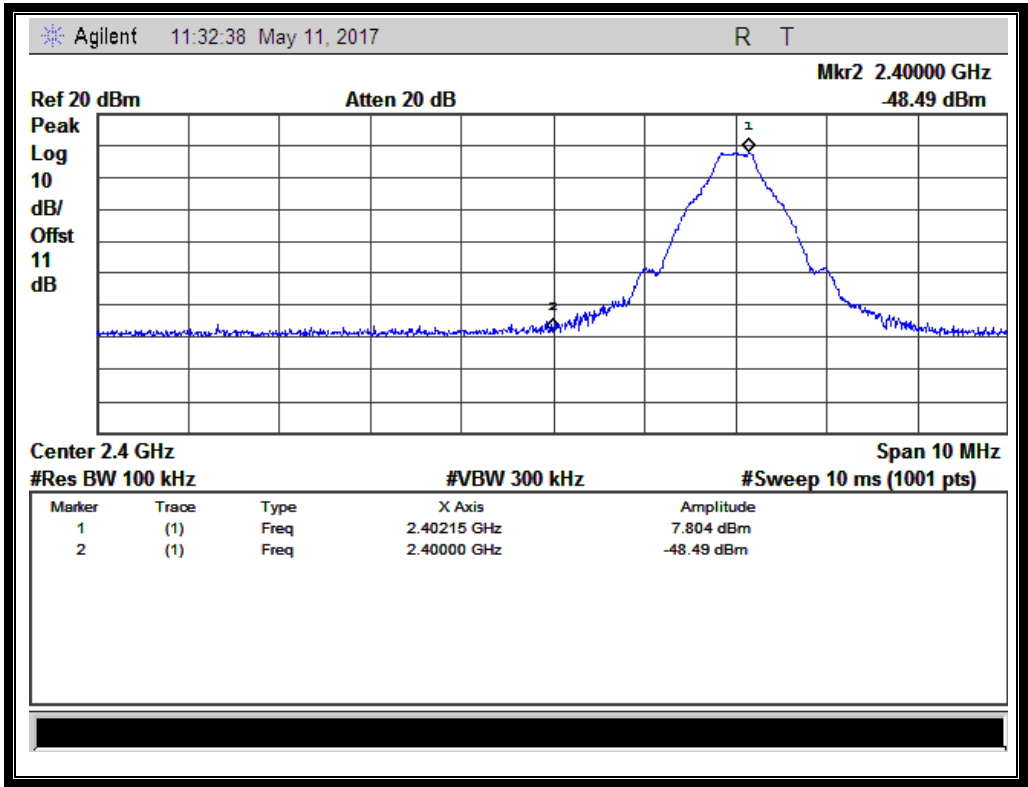 Agilent 11:32:38 May 11, 2017 R T
Mkr2 2.40000 GHz
Ref 20 dBm Atten 20 dB -48.49 dBm
Peak
Log
10
dB/
Offst
11
dB
1
2
Center 2.4 GHz Span 10 MHz
#Res BW 100 kHz #VBW 300 kHz #Sweep 10 ms (1001 pts)
Marker Trace Type X Axis Amplitude
1 (1) Freq 2.40215 GHz 7.804 dBm
2 (1) Freq 2.40000 GHz -48.49 dBm